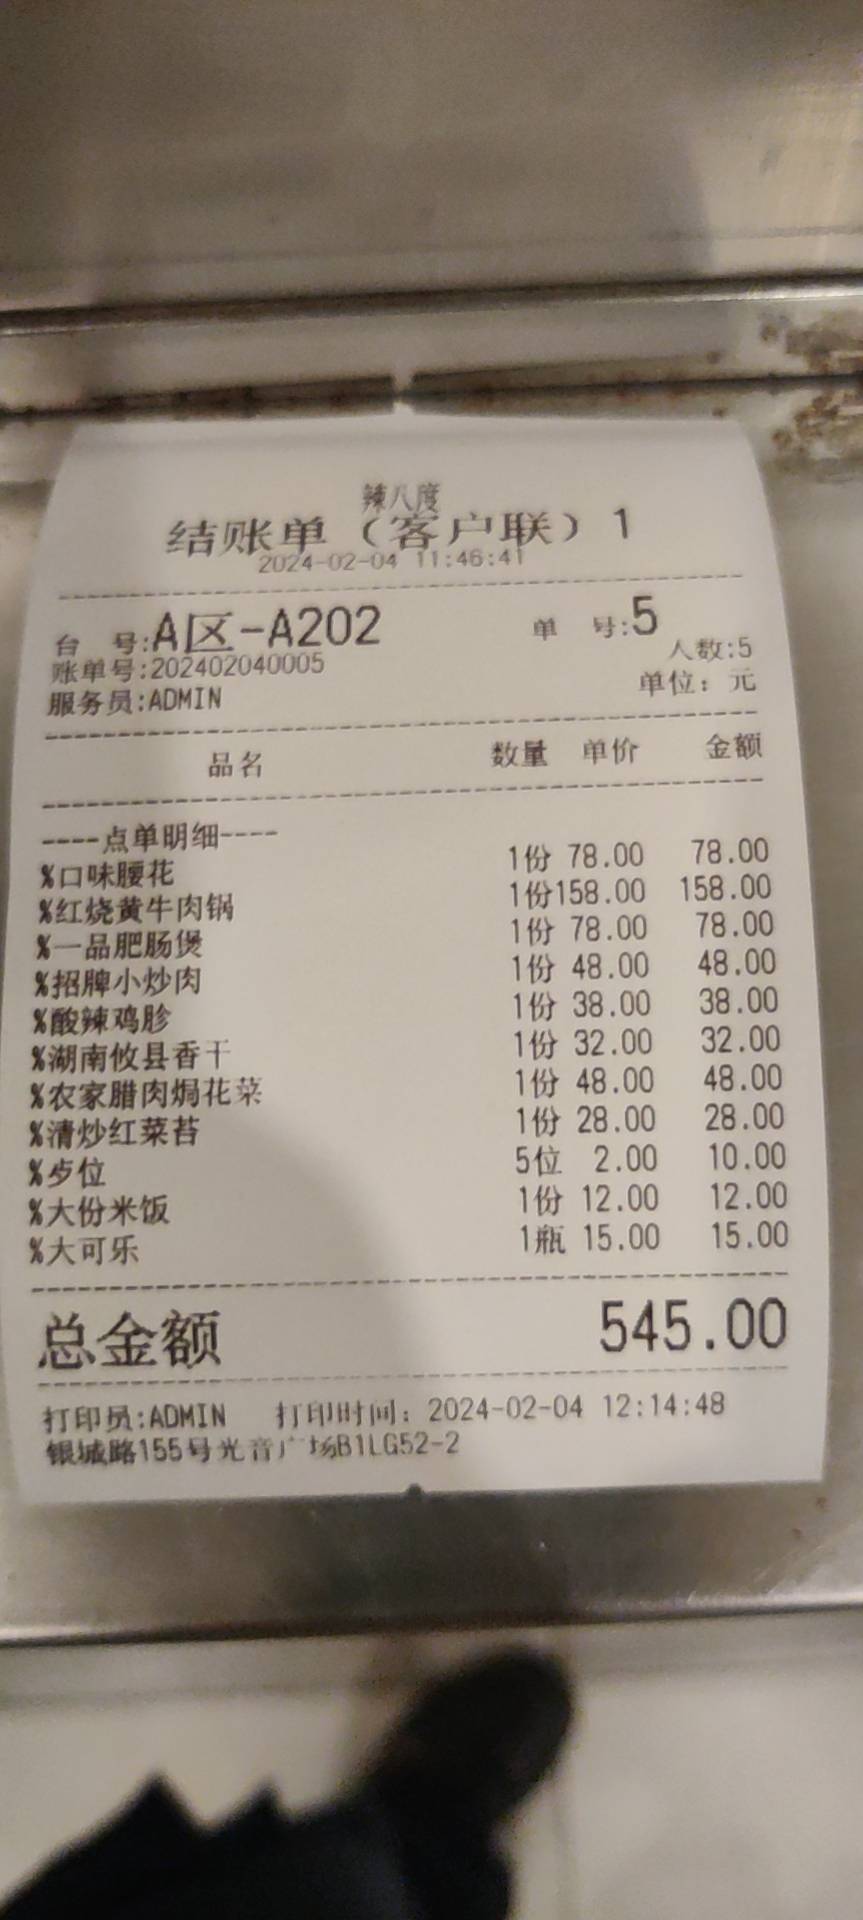 辣八度
结账单（客户联）1
2024-02-04 11:46:41
台 号:A区-A202 单 号:5
账单号:202402040005 人数:5
服务员:ADMIN 单位：元
品名 数量 单价 金额
----点单明细----
%口味腰花 1份 78.00 78.00
%红烧黄牛肉锅 1份158.00 158.00
%一品肥肠煲 1份 78.00 78.00
%招牌小炒肉 1份 48.00 48.00
%酸辣鸡胗 1份 38.00 38.00
%湖南攸县香干 1份 32.00 32.00
%农家腊肉焗花菜 1份 48.00 48.00
%清炒红菜苔 1份 28.00 28.00
%歺位 5位 2.00 10.00
%大份米饭 1份 12.00 12.00
%大可乐 1瓶 15.00 15.00
总金额 545.00
打印员:ADMIN 打印时间：2024-02-04 12:14:48
银城路155号光音广场B1LG52-2